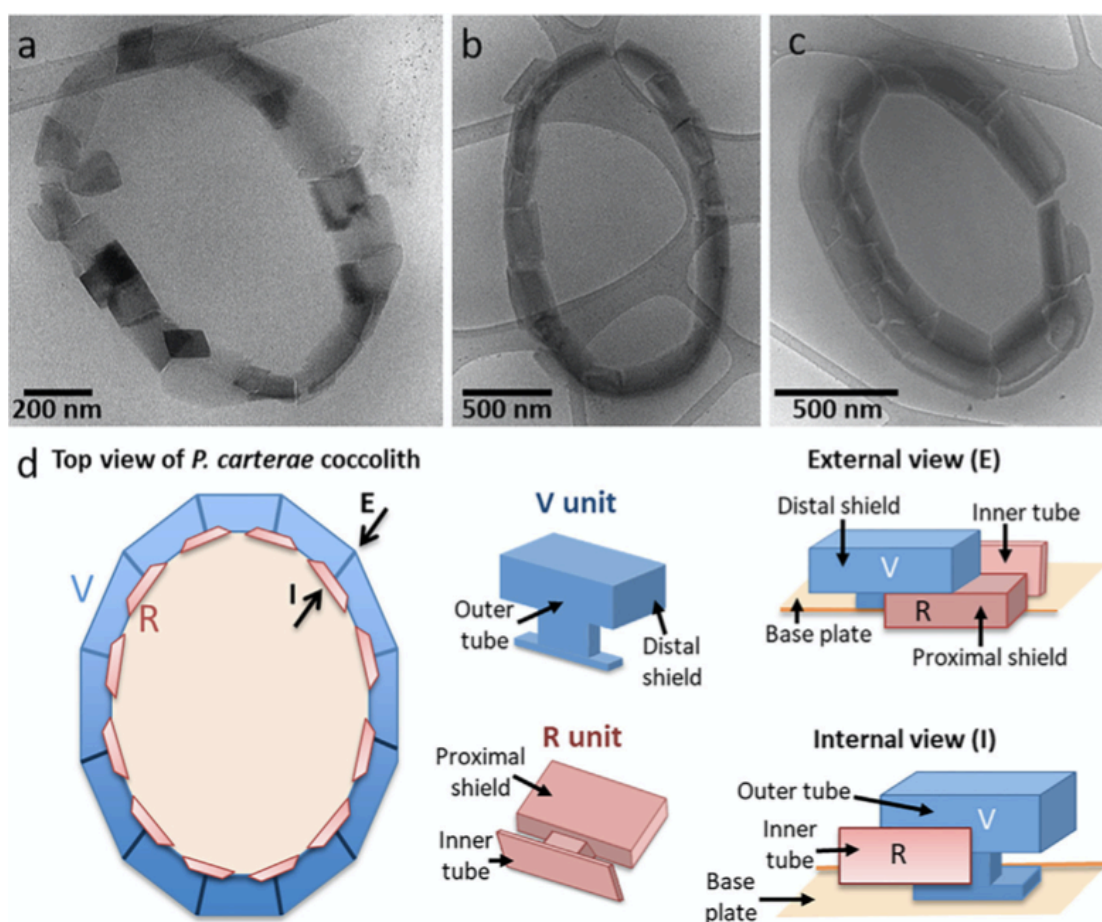 a
b
c
200 nm
500 nm
500 nm
d Top view of P. carterae coccolith
E
V
R
I
V unit
Outer
tube
Distal
shield
R unit
Proximal
shield
Inner
tube
External view (E)
Distal shield
Inner tube
V
R
Base plate
Proximal shield
Internal view (I)
Outer tube
V
Inner
tube
R
Base
plate